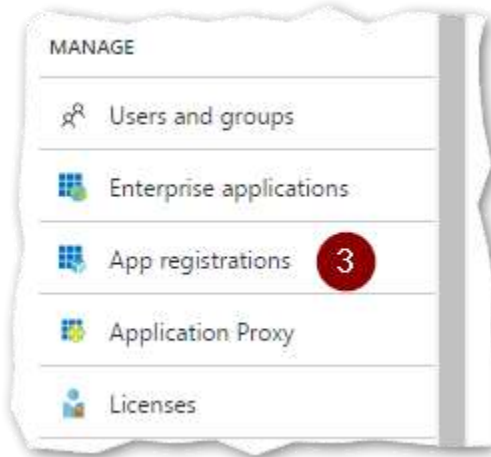 MANAGE
Users and groups
Enterprise applications
App registrations 3
Application Proxy
Licenses